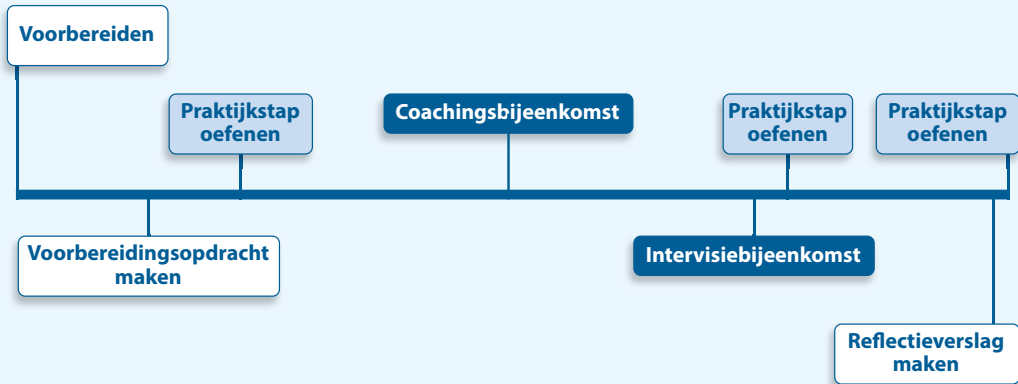 Voorbereiden
Praktijkstap
oefenen
Coachingsbijeenkomst
Praktijkstap
oefenen
Praktijkstap
oefenen
Voorbereidingsopdracht
maken
Intervisiebijeenkomst
Reflectieverslag
maken